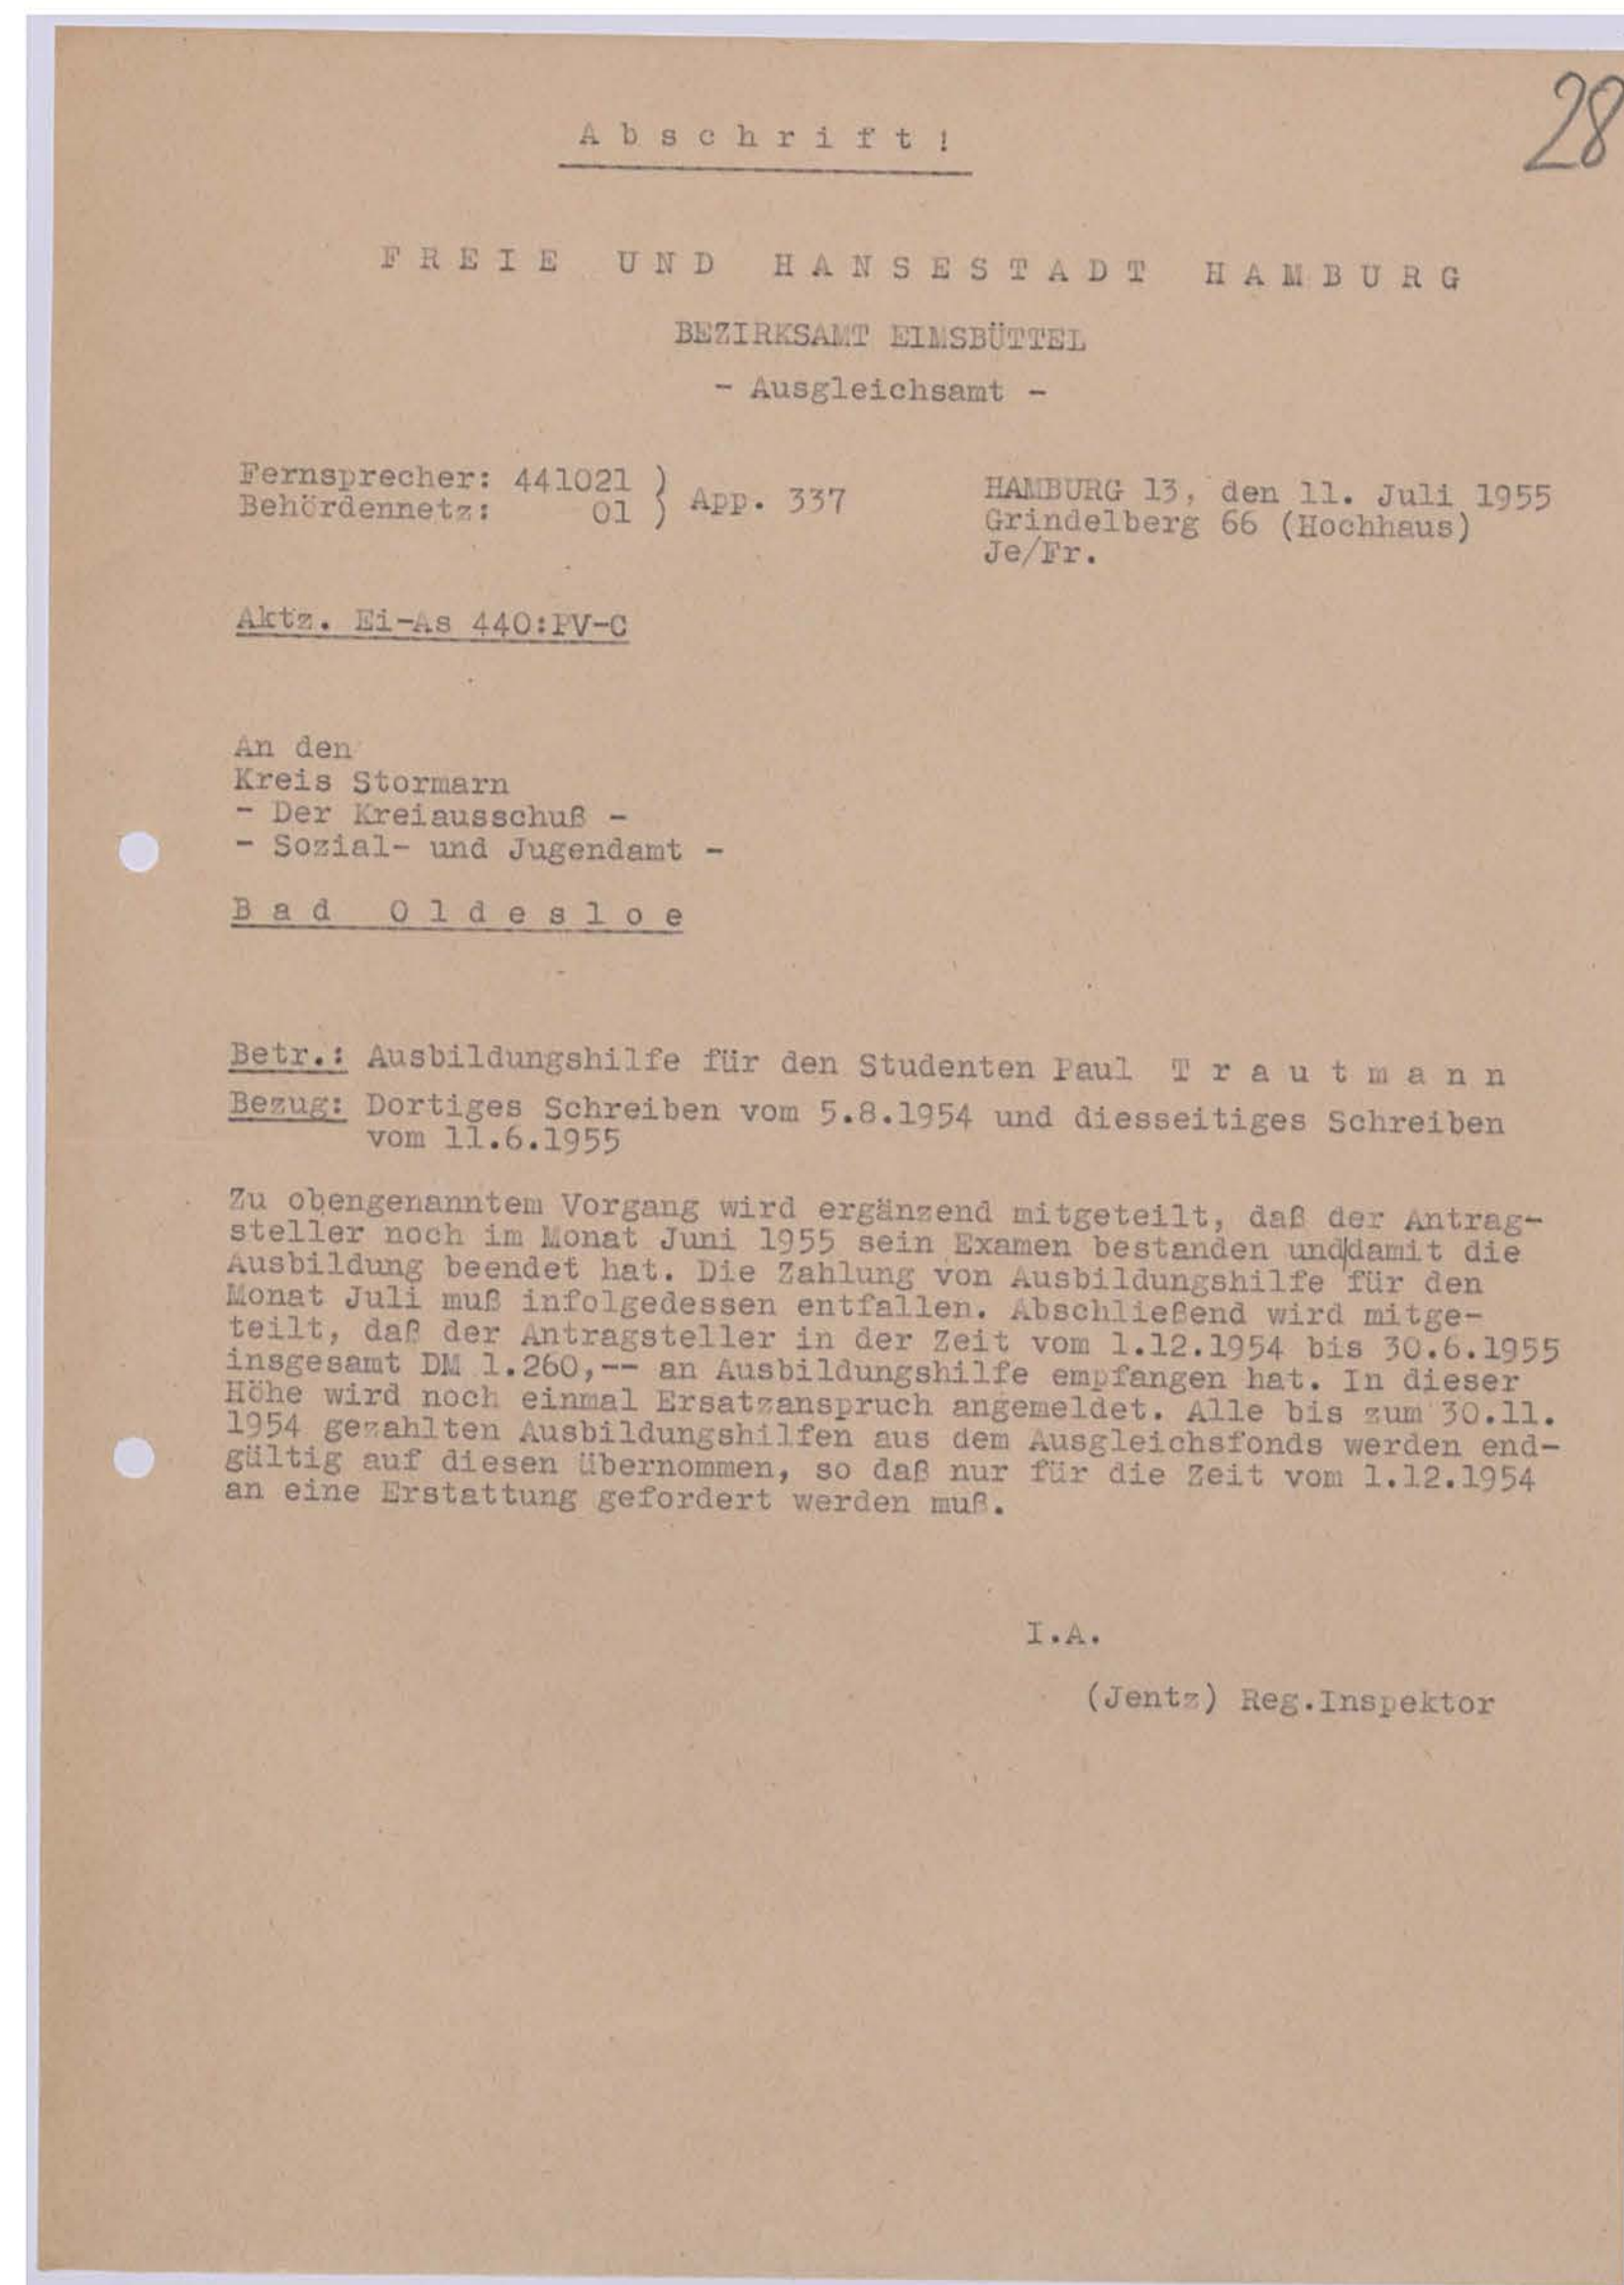 28
Abschrift!
FREIE UND HANSESTADT HAMBURG
BEZIRKSAMT EIMSBÜTTEL
- Ausgleichsamt -
Fernsprecher: 441021 ) App. 337
Behördennetz: 01 )
HAMBURG 13, den 11. Juli 1955
Grindelberg 66 (Hochhaus)
Je/Fr.
Aktz. Ei-As 440:PV-C
An den
Kreis Stormarn
- Der Kreiausschuß -
- Sozial- und Jugendamt -
Bad Oldesloe
Betr.: Ausbildungshilfe für den Studenten Paul Trautmann
Bezug: Dortiges Schreiben vom 5.8.1954 und diesseitiges Schreiben
vom 11.6.1955
Zu obengenanntem Vorgang wird ergänzend mitgeteilt, daß der Antrag-
steller noch im Monat Juni 1955 sein Examen bestanden und|damit die
Ausbildung beendet hat. Die Zahlung von Ausbildungshilfe für den
Monat Juli muß infolgedessen entfallen. Abschließend wird mitge-
teilt, daß der Antragsteller in der Zeit vom 1.12.1954 bis 30.6.1955
insgesamt DM 1.260,-- an Ausbildungshilfe empfangen hat. In dieser
Höhe wird noch einmal Ersatzanspruch angemeldet. Alle bis zum 30.11.
1954 gezahlten Ausbildungshilfen aus dem Ausgleichsfonds werden end-
gültig auf diesen übernommen, so daß nur für die Zeit vom 1.12.1954
an eine Erstattung gefordert werden muß.
I.A.
(Jentz) Reg.Inspektor